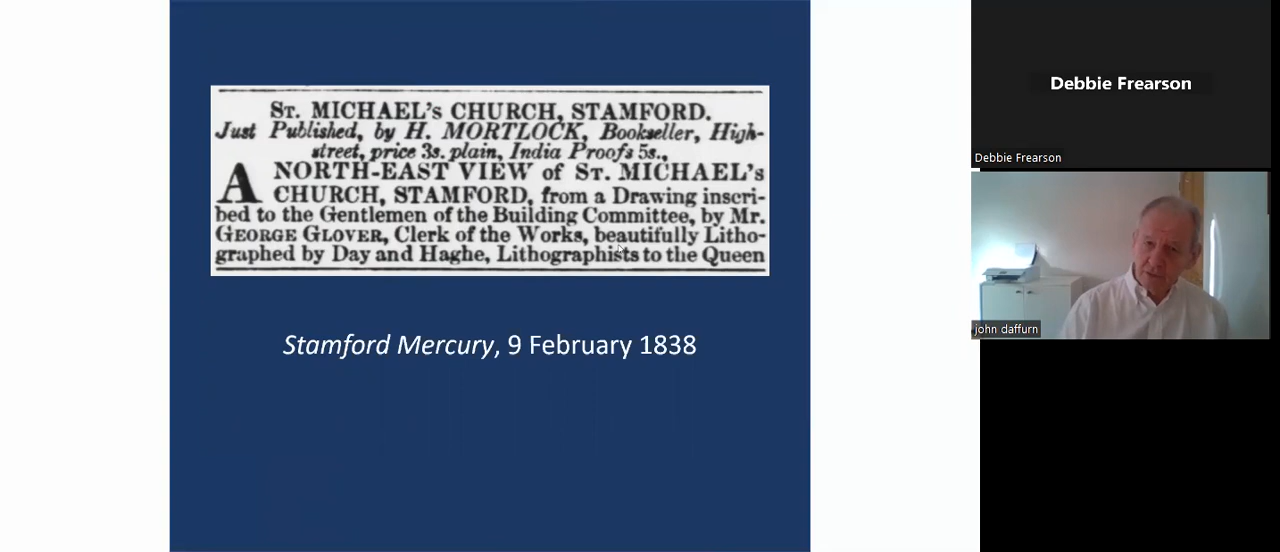 ST. MICHAEL's CHURCH, STAMFORD.
Just Published, by H. MORTLOCK, Bookseller, High-
street, price 3s. plain, India Proofs 5s.,
A NORTH-EAST VIEW of ST. MICHAEL's
CHURCH, STAMFORD, from a Drawing inscri-
bed to the Gentlemen of the Building Committee, by Mr.
GEORGE GLOVER, Clerk of the Works, beautifully Litho-
graphed by Day and Haghe, Lithographists to the Queen
Stamford Mercury, 9 February 1838
Debbie Frearson
Debbie Frearson
john daffurn